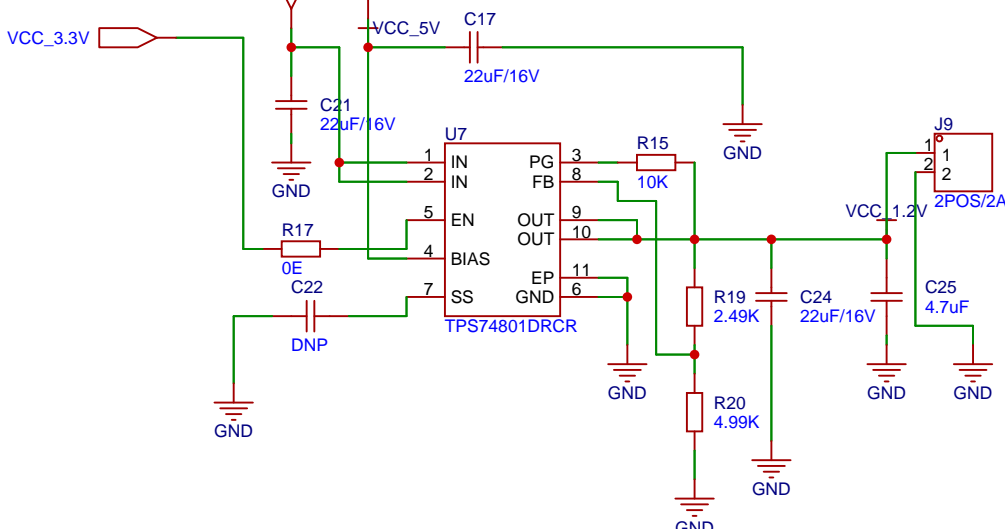 C17
VCC_5V
VCC_3.3V
22uF/16V
C21
22uF/16V
GND
U7
J9
R15
GND
1 IN
PG 3
10K
1 1
2 IN
FB 8
2 2
GND
2POS/2A
5 EN
OUT 9
VCC_1.2V
R17
OUT 10
0E
4 BIAS
EP 11
C22
7 SS
GND 6
R19
2.49K
C24
22uF/16V
C25
4.7uF
TPS74801DRCR
DNP
GND
GND
GND
R20
4.99K
GND
GND
GND